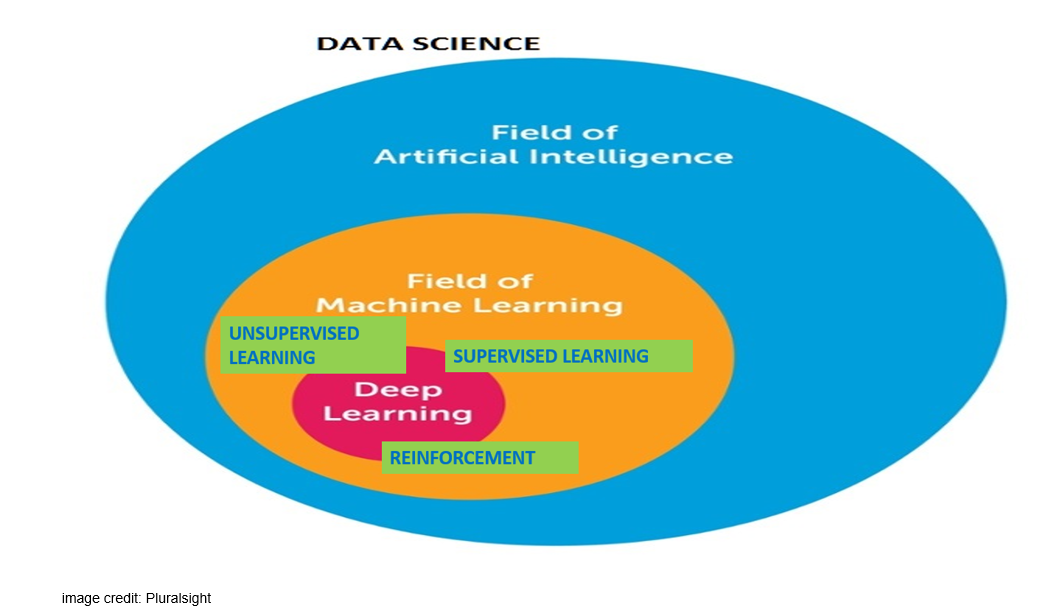 DATA SCIENCE
Field of
Artificial Intelligence
Field of
Machine Learning
UNSUPERVISED
LEARNING
SUPERVISED LEARNING
Deep
Learning
REINFORCEMENT
image credit: Pluralsight